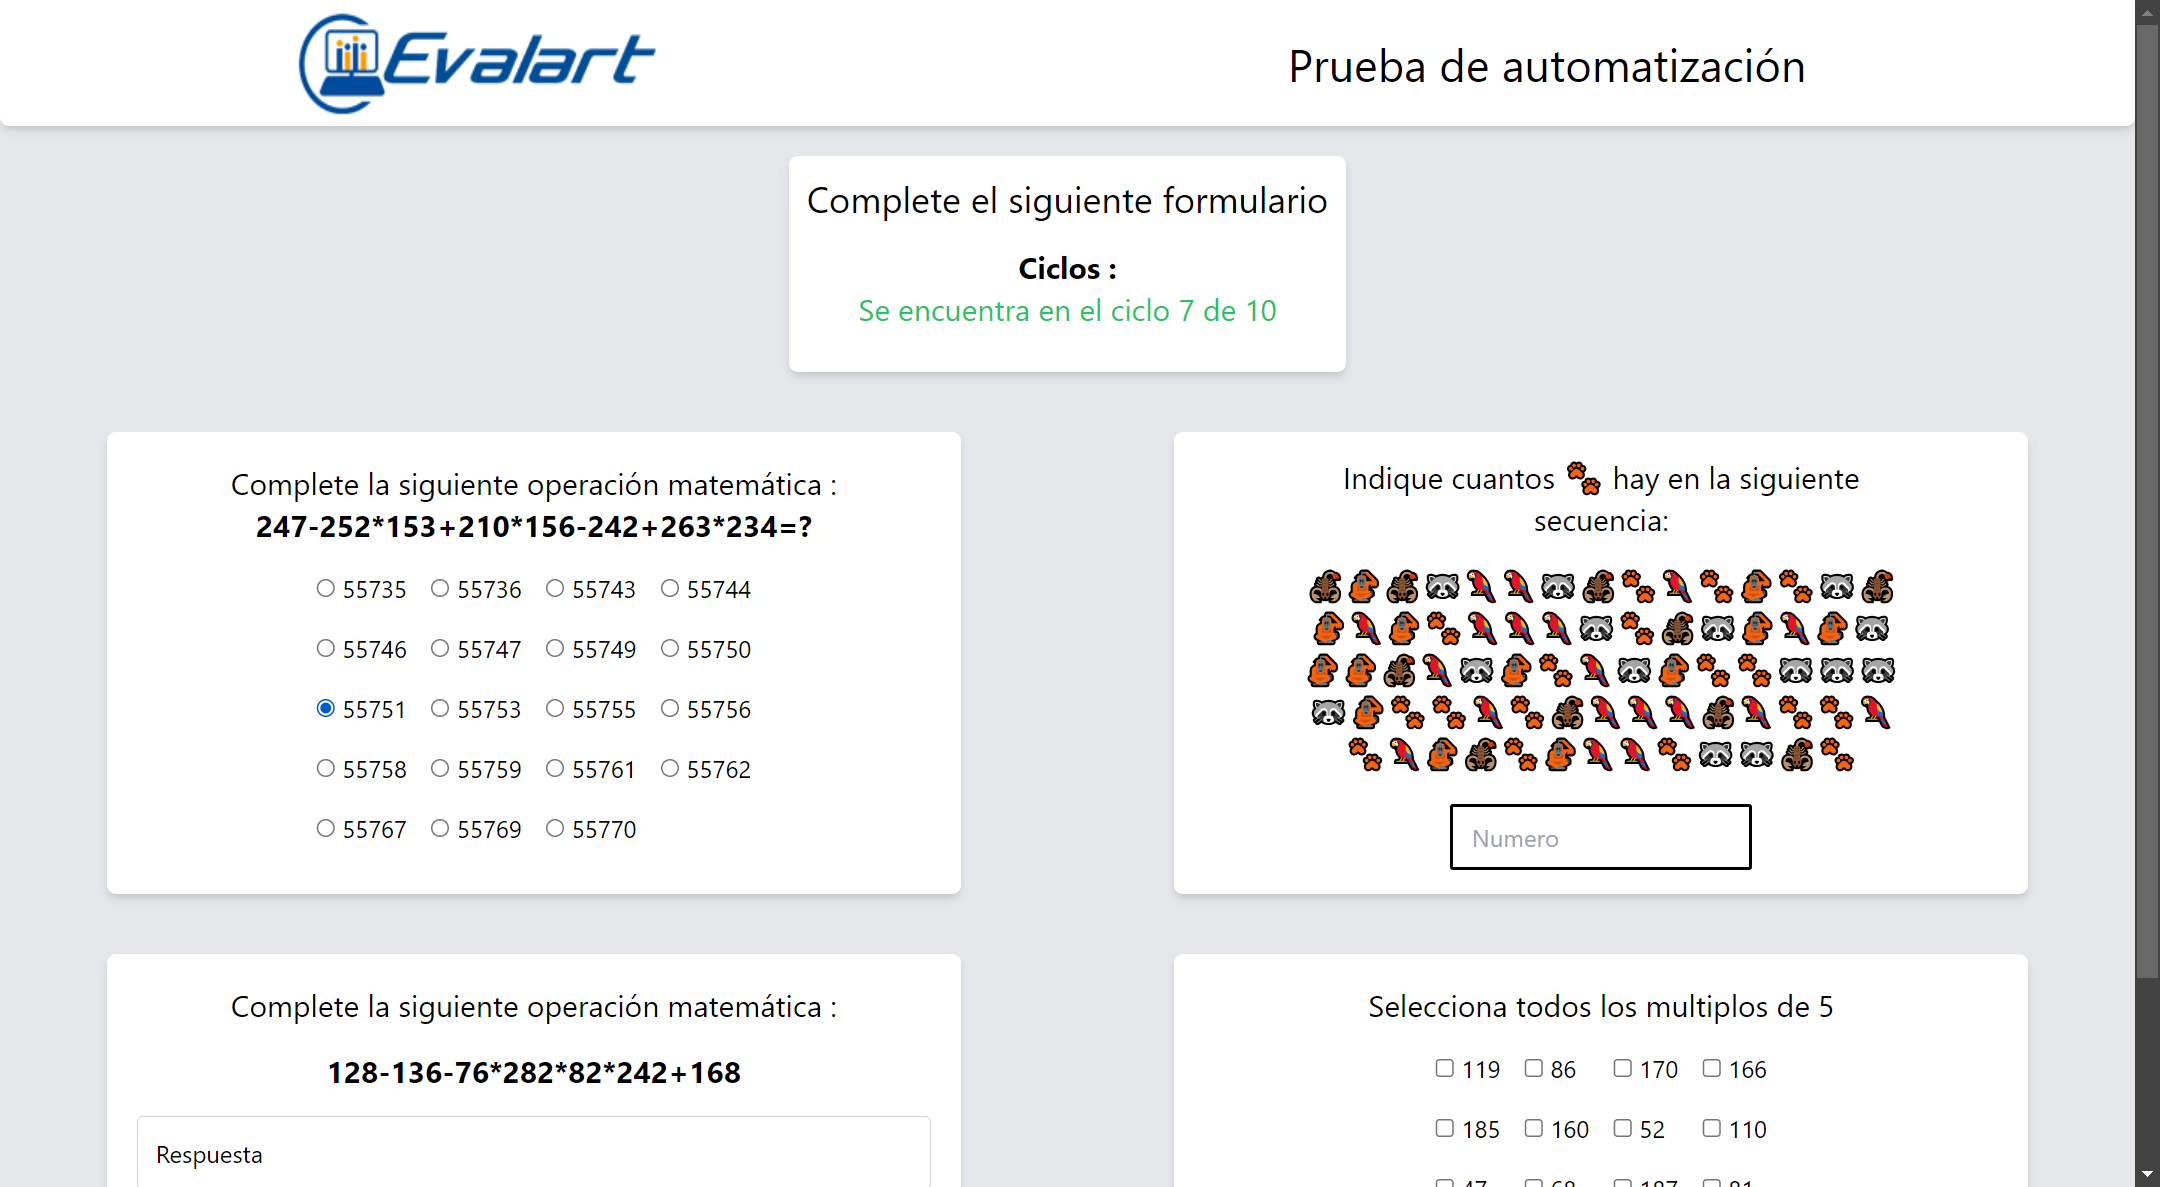 Evalart
Prueba de automatización
Complete el siguiente formulario
Ciclos :
Se encuentra en el ciclo 7 de 10
Complete la siguiente operación matemática :
247-252*153+210*156-242+263*234=?
55735 55736 55743 55744
55746 55747 55749 55750
55751 55753 55755 55756
55758 55759 55761 55762
55767 55769 55770
Indique cuantos 🐾 hay en la siguiente
secuencia:
Numero
Complete la siguiente operación matemática :
128-136-76*282*82*242+168
Respuesta
Selecciona todos los multiplos de 5
119 86 170 166
185 160 52 110